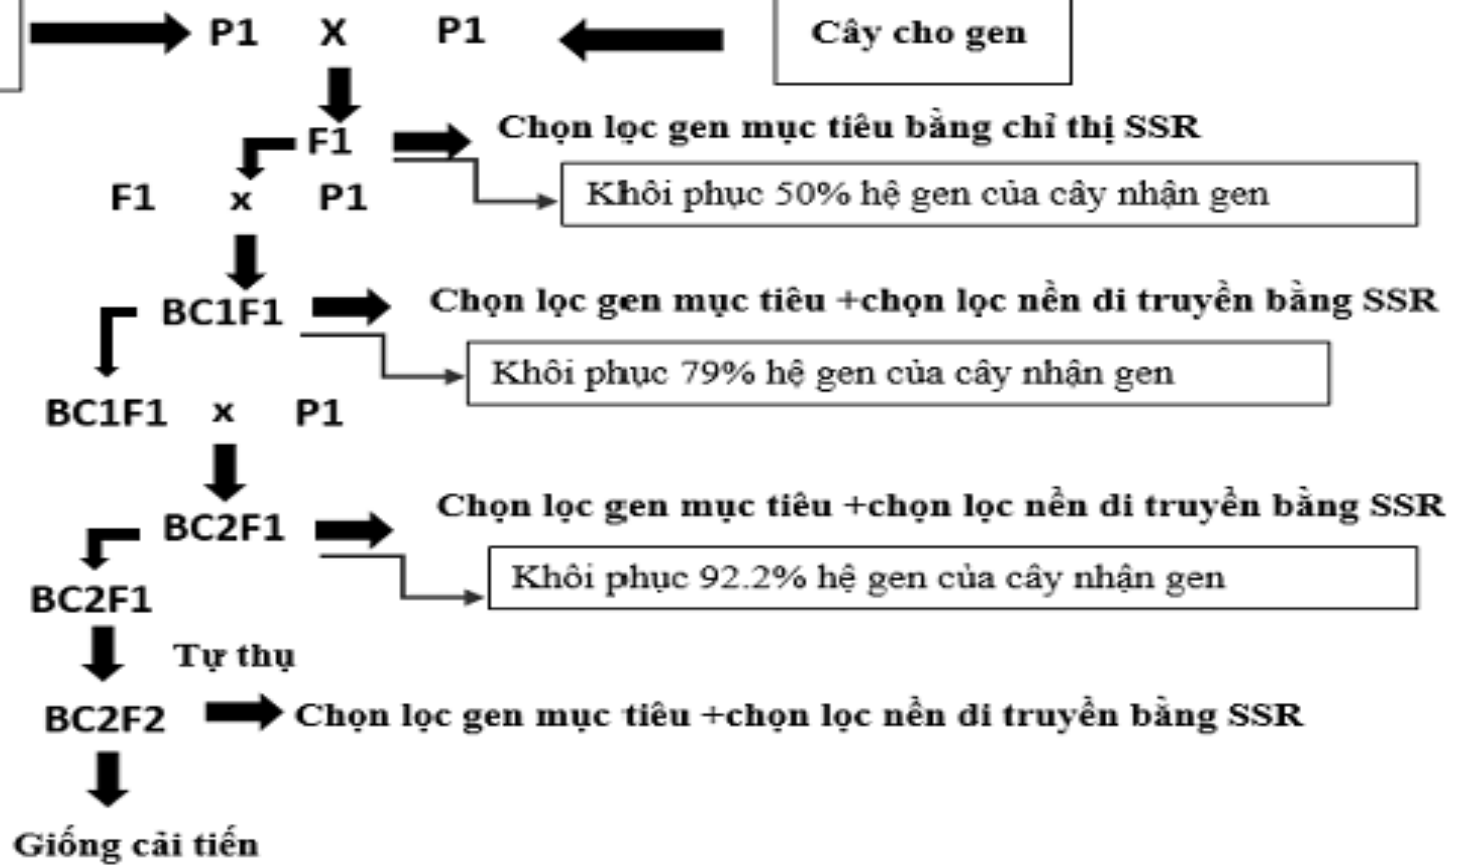 P1 X P1 Cây cho gen
F1 Chọn lọc gen mục tiêu bằng chỉ thị SSR
F1 x P1 Khôi phục 50% hệ gen của cây nhận gen
BC1F1 Chọn lọc gen mục tiêu +chọn lọc nền di truyền bằng SSR
Khôi phục 79% hệ gen của cây nhận gen
BC1F1 x P1
BC2F1 Chọn lọc gen mục tiêu +chọn lọc nền di truyền bằng SSR
Khôi phục 92.2% hệ gen của cây nhận gen
BC2F1
Tự thụ
BC2F2 Chọn lọc gen mục tiêu +chọn lọc nền di truyền bằng SSR
Giống cải tiến